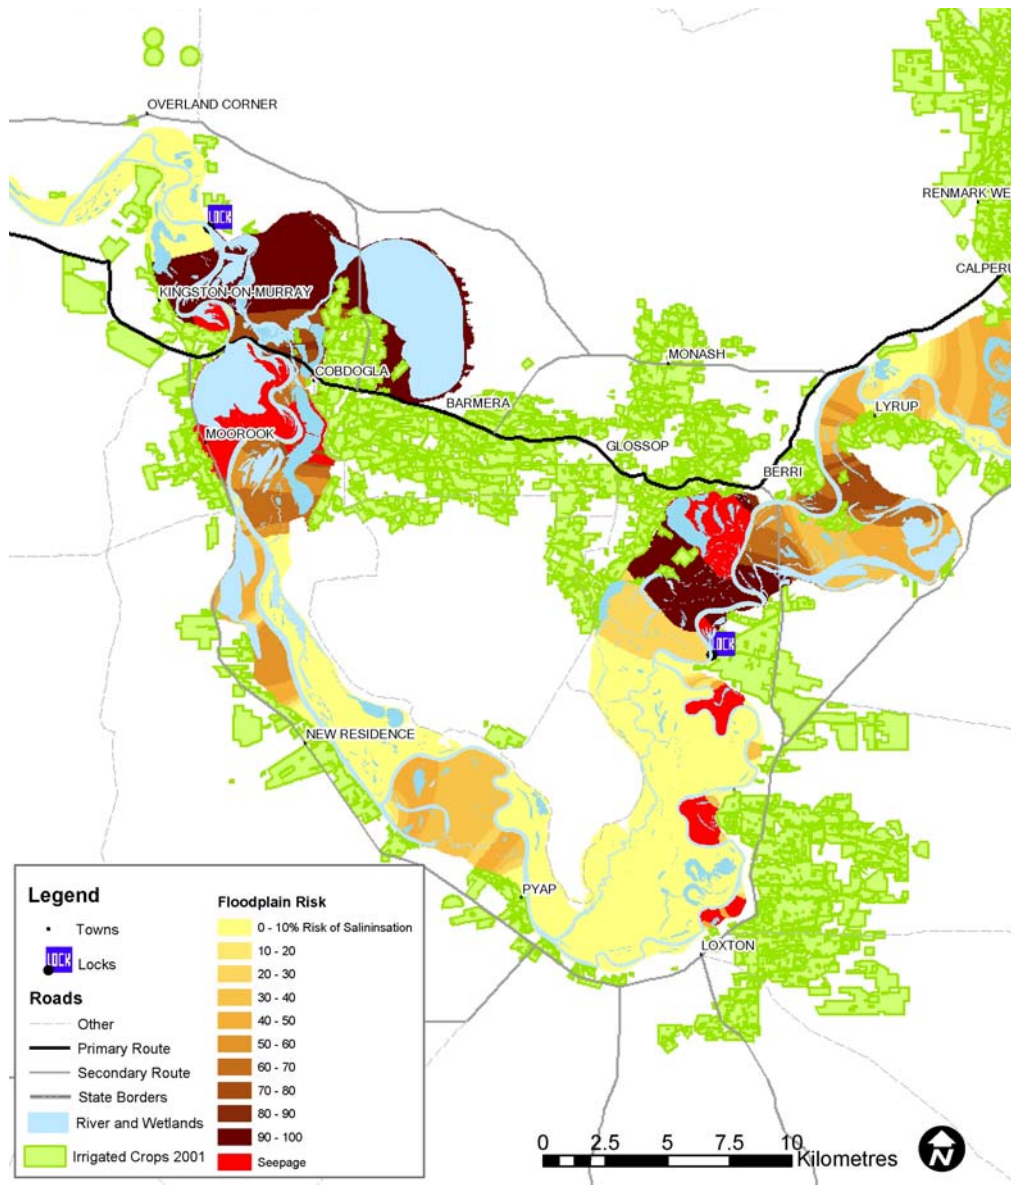 OVERLAND CORNER
RENMARK WE
LOCK
CALPERU
KINGSTON-ON-MURRAY
MONASH
COBDOGLA
BARMERA
LYRUP
MOOROOK
GLOSSOP
BERRI
LOCK
NEW RESIDENCE
PYAP
LOXTON
Legend
Towns
LOCK
Locks
Roads
Other
Primary Route
Secondary Route
State Borders
River and Wetlands
Irrigated Crops 2001
Floodplain Risk
0 - 10% Risk of Salininsation
10 - 20
20 - 30
30 - 40
40 - 50
50 - 60
60 - 70
70 - 80
80 - 90
90 - 100
Seepage
0 2.5 5 7.5 10
Kilometres
N